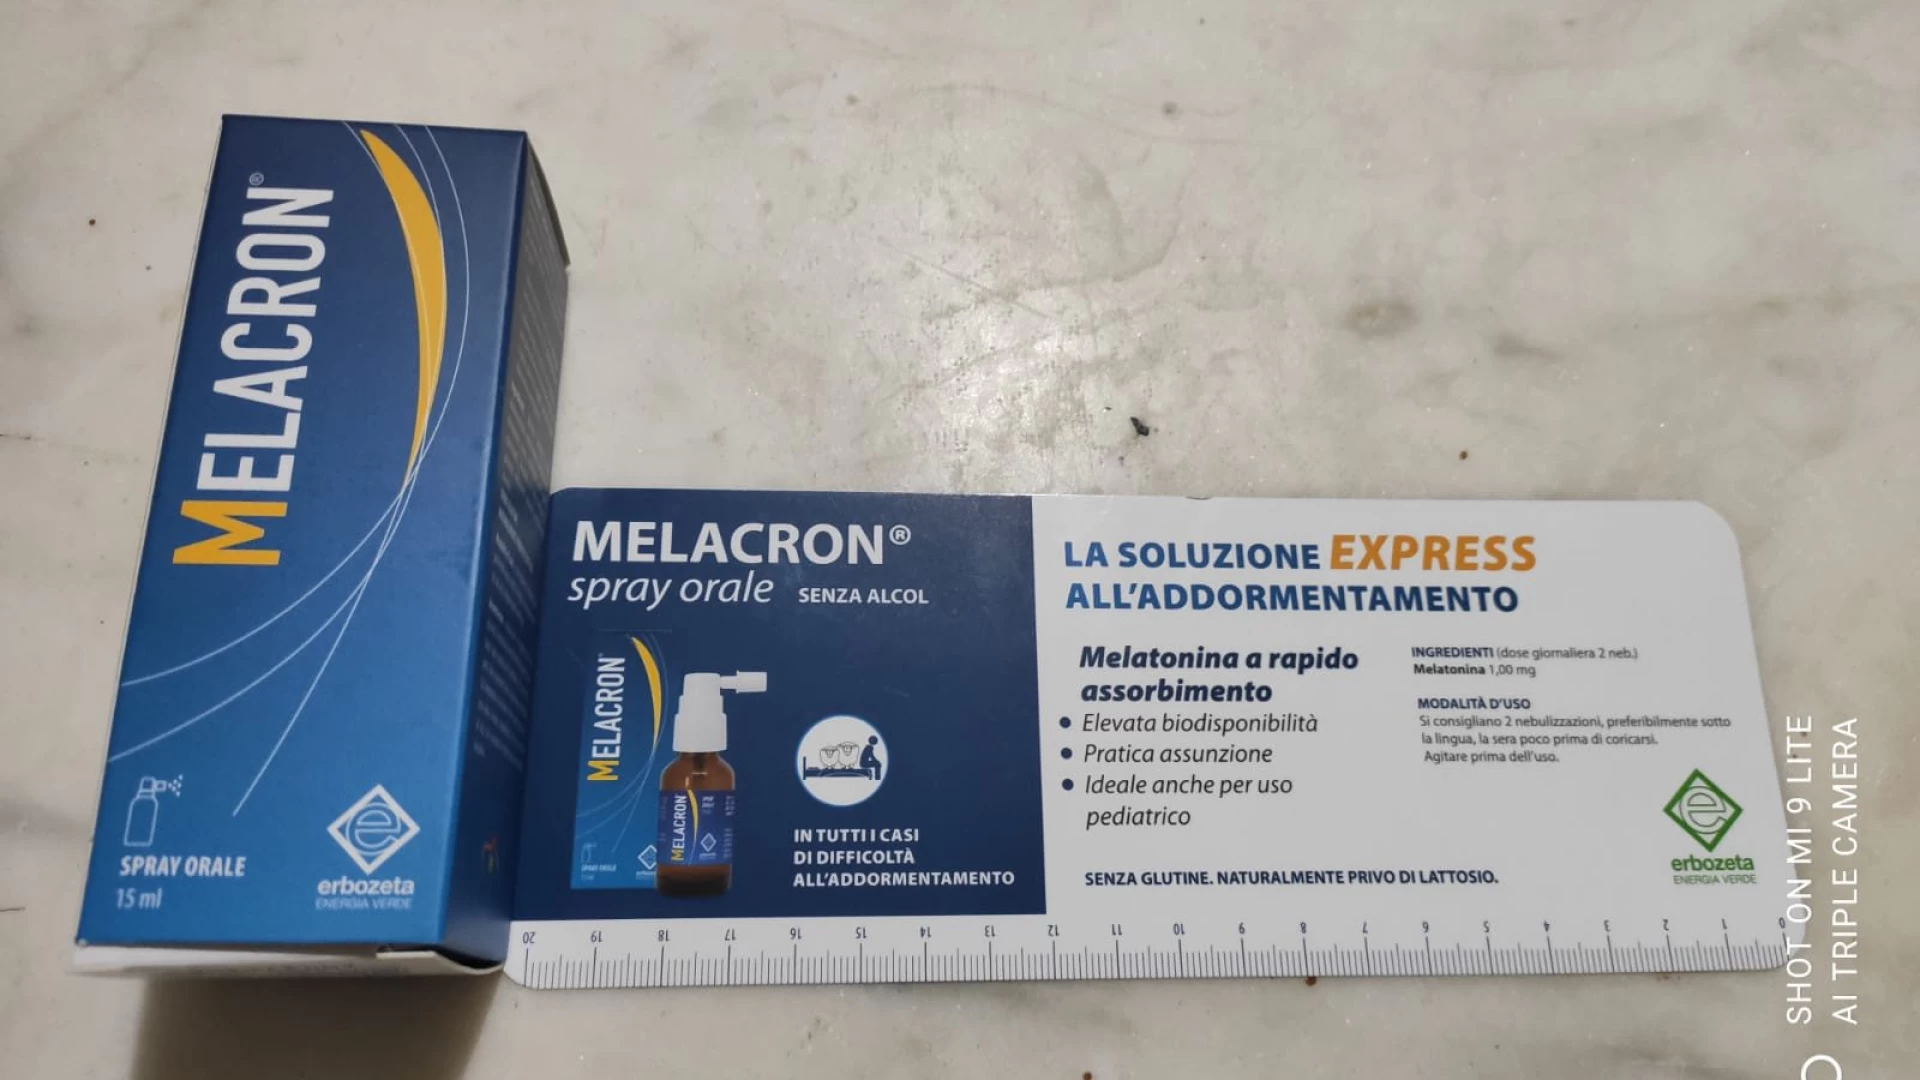 MELACRON®
SPRAY ORALE
15 ml
erbozeta
ENERGIA VERDE
MELACRON®
spray orale SENZA ALCOL
MELACRON
MELACRON
IN TUTTI I CASI
DI DIFFICOLTÀ
ALL'ADDORMENTAMENTO
LA SOLUZIONE EXPRESS
ALL'ADDORMENTAMENTO
Melatonina a rapido
assorbimento
• Elevata biodisponibilità
• Pratica assunzione
• Ideale anche per uso
pediatrico
INGREDIENTI (dose giornaliera 2 neb.)
Melatonina 1,00 mg
MODALITÀ D'USO
Si consigliano 2 nebulizzazioni, preferibilmente sotto
la lingua, la sera poco prima di coricarsi.
Agitare prima dell'uso.
SENZA GLUTINE. NATURALMENTE PRIVO DI LATTOSIO.
erbozeta
ENERGIA VERDE
20 19 18 17 16 15 14 13 12 11 10 9 8 7 6 5 4 3 2 1 0
SHOT ON MI 9 LITE
AI TRIPLE CAMERA